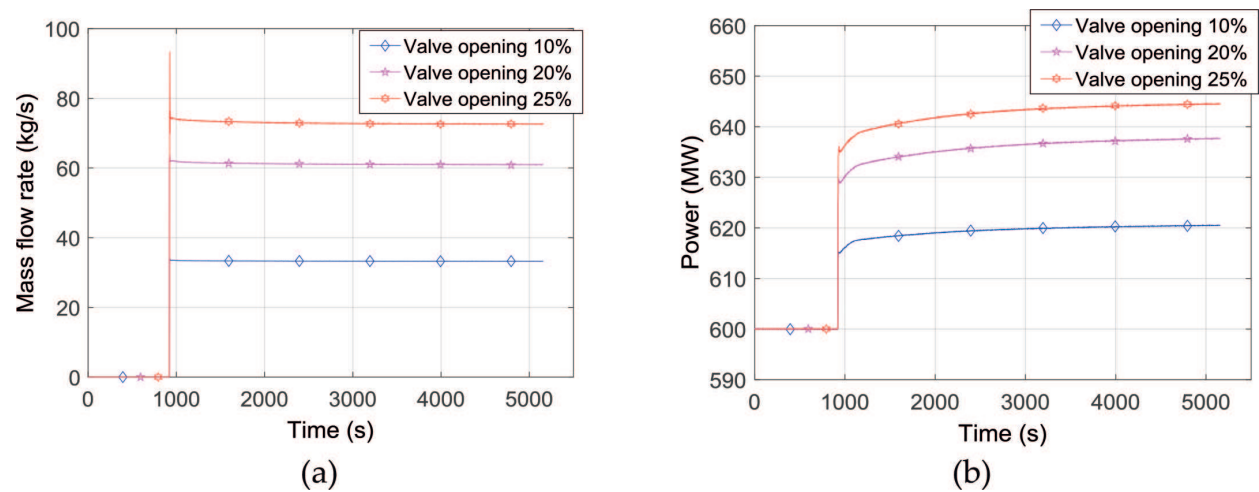 100
80
60
40
20
0
Mass flow rate (kg/s)
Valve opening 10%
Valve opening 20%
Valve opening 25%
0 1000 2000 3000 4000 5000
Time (s)
(a)
660
650
640
630
620
610
600
590
Power (MW)
Valve opening 10%
Valve opening 20%
Valve opening 25%
0 1000 2000 3000 4000 5000
Time (s)
(b)